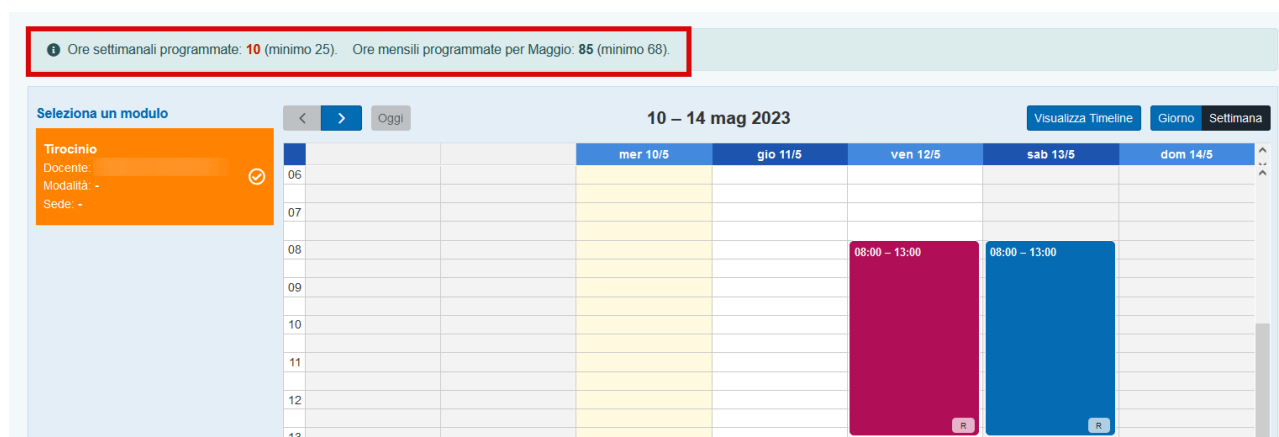 Ore settimanali programmate: 10 (minimo 25). Ore mensili programmate per Maggio: 85 (minimo 68).
Seleziona un modulo
Oggi
10 – 14 mag 2023
Visualizza Timeline
Giorno
Settimana
Tirocinio
Docente:
Modalità: -
Sede: -
mer 10/5
gio 11/5
ven 12/5
sab 13/5
dom 14/5
06
07
08
08:00 – 13:00
08:00 – 13:00
09
10
11
12
R
R
13